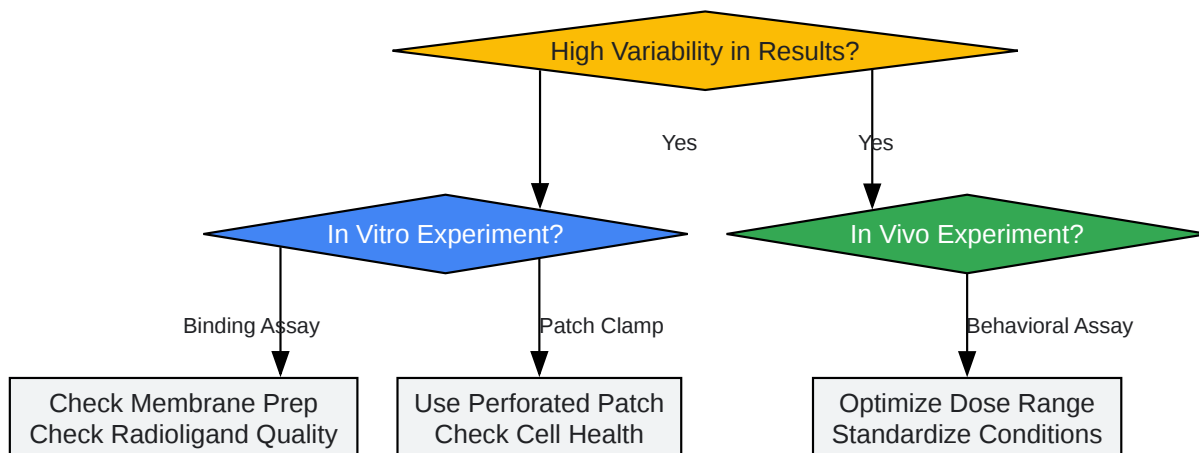 High Variability in Results?
Yes
Yes
In Vitro Experiment?
In Vivo Experiment?
Binding Assay
Patch Clamp
Behavioral Assay
Check Membrane Prep
Check Radioligand Quality
Use Perforated Patch
Check Cell Health
Optimize Dose Range
Standardize Conditions